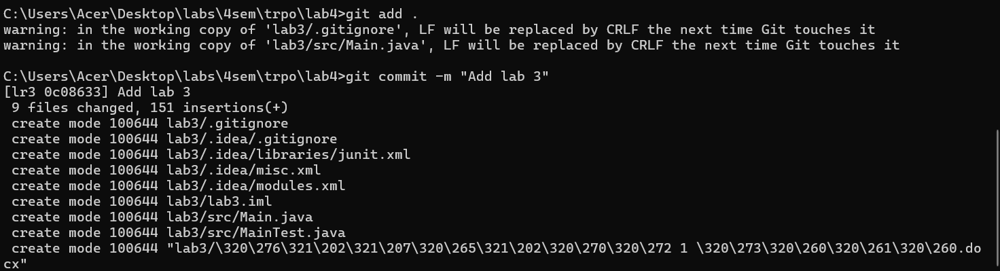 C:\Users\Acer\Desktop\labs\4sem\trpo\lab4>git add .
warning: in the working copy of 'lab3/.gitignore', LF will be replaced by CRLF the next time Git touches it
warning: in the working copy of 'lab3/src/Main.java', LF will be replaced by CRLF the next time Git touches it
C:\Users\Acer\Desktop\labs\4sem\trpo\lab4>git commit -m "Add lab 3"
[lr3 0c08633] Add lab 3
 9 files changed, 151 insertions(+)
 create mode 100644 lab3/.gitignore
 create mode 100644 lab3/.idea/.gitignore
 create mode 100644 lab3/.idea/libraries/junit.xml
 create mode 100644 lab3/.idea/misc.xml
 create mode 100644 lab3/.idea/modules.xml
 create mode 100644 lab3/lab3.iml
 create mode 100644 lab3/src/Main.java
 create mode 100644 lab3/src/MainTest.java
 create mode 100644 "lab3/\320\276\321\202\321\207\320\265\321\202\320\270\320\272 1 \320\273\320\260\320\261\320\260.do
cx"